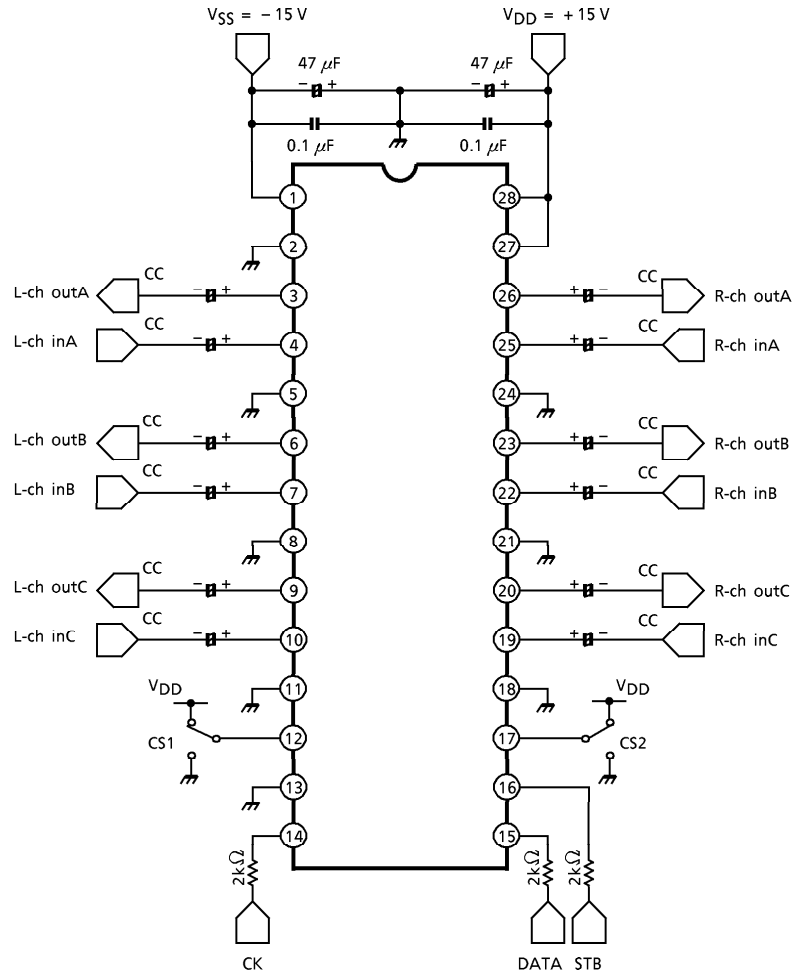 VSS = – 15 V VDD = + 15 V
47 μF 47 μF
– + – +
0.1 μF 0.1 μF
1 28
2 27
L-ch outA CC – + 3 26 + – CC R-ch outA
L-ch inA CC – + 4 25 + – CC R-ch inA
5 24
L-ch outB CC – + 6 23 + – CC R-ch outB
L-ch inB CC – + 7 22 + – CC R-ch inB
8 21
L-ch outC CC – + 9 20 + – CC R-ch outC
L-ch inC CC – + 10 19 + – CC R-ch inC
11 18
VDD VDD
CS1 12 17 CS2
13 16
14 15
2kΩ 2kΩ 2kΩ
CK DATA STB